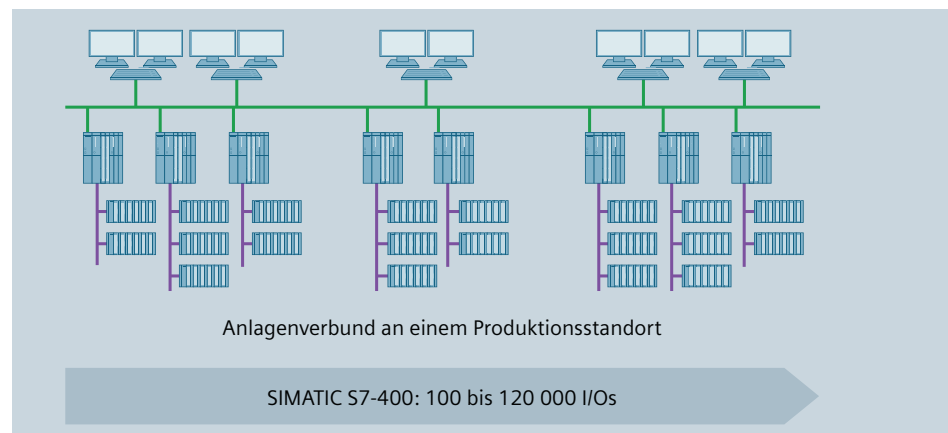 Anlagenverbund an einem Produktionsstandort
SIMATIC S7-400: 100 bis 120 000 I/Os